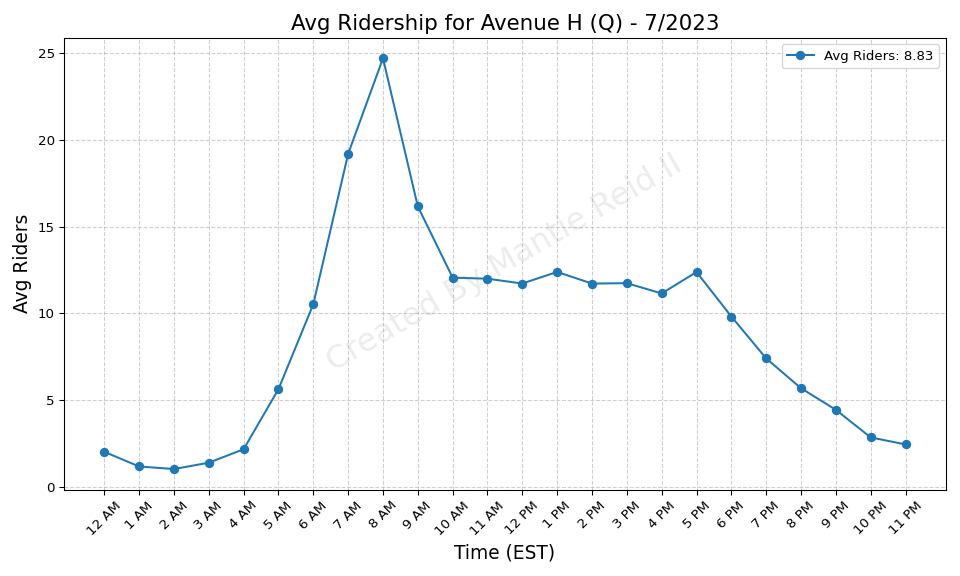 Avg Ridership for Avenue H (Q) - 7/2023
Avg Riders: 8.83
Avg Riders
25
20
15
10
5
0
Created By Mantie Reid II
12 AM
1 AM
2 AM
3 AM
4 AM
5 AM
6 AM
7 AM
8 AM
9 AM
10 AM
11 AM
12 PM
1 PM
2 PM
3 PM
4 PM
5 PM
6 PM
7 PM
8 PM
9 PM
10 PM
11 PM
Time (EST)